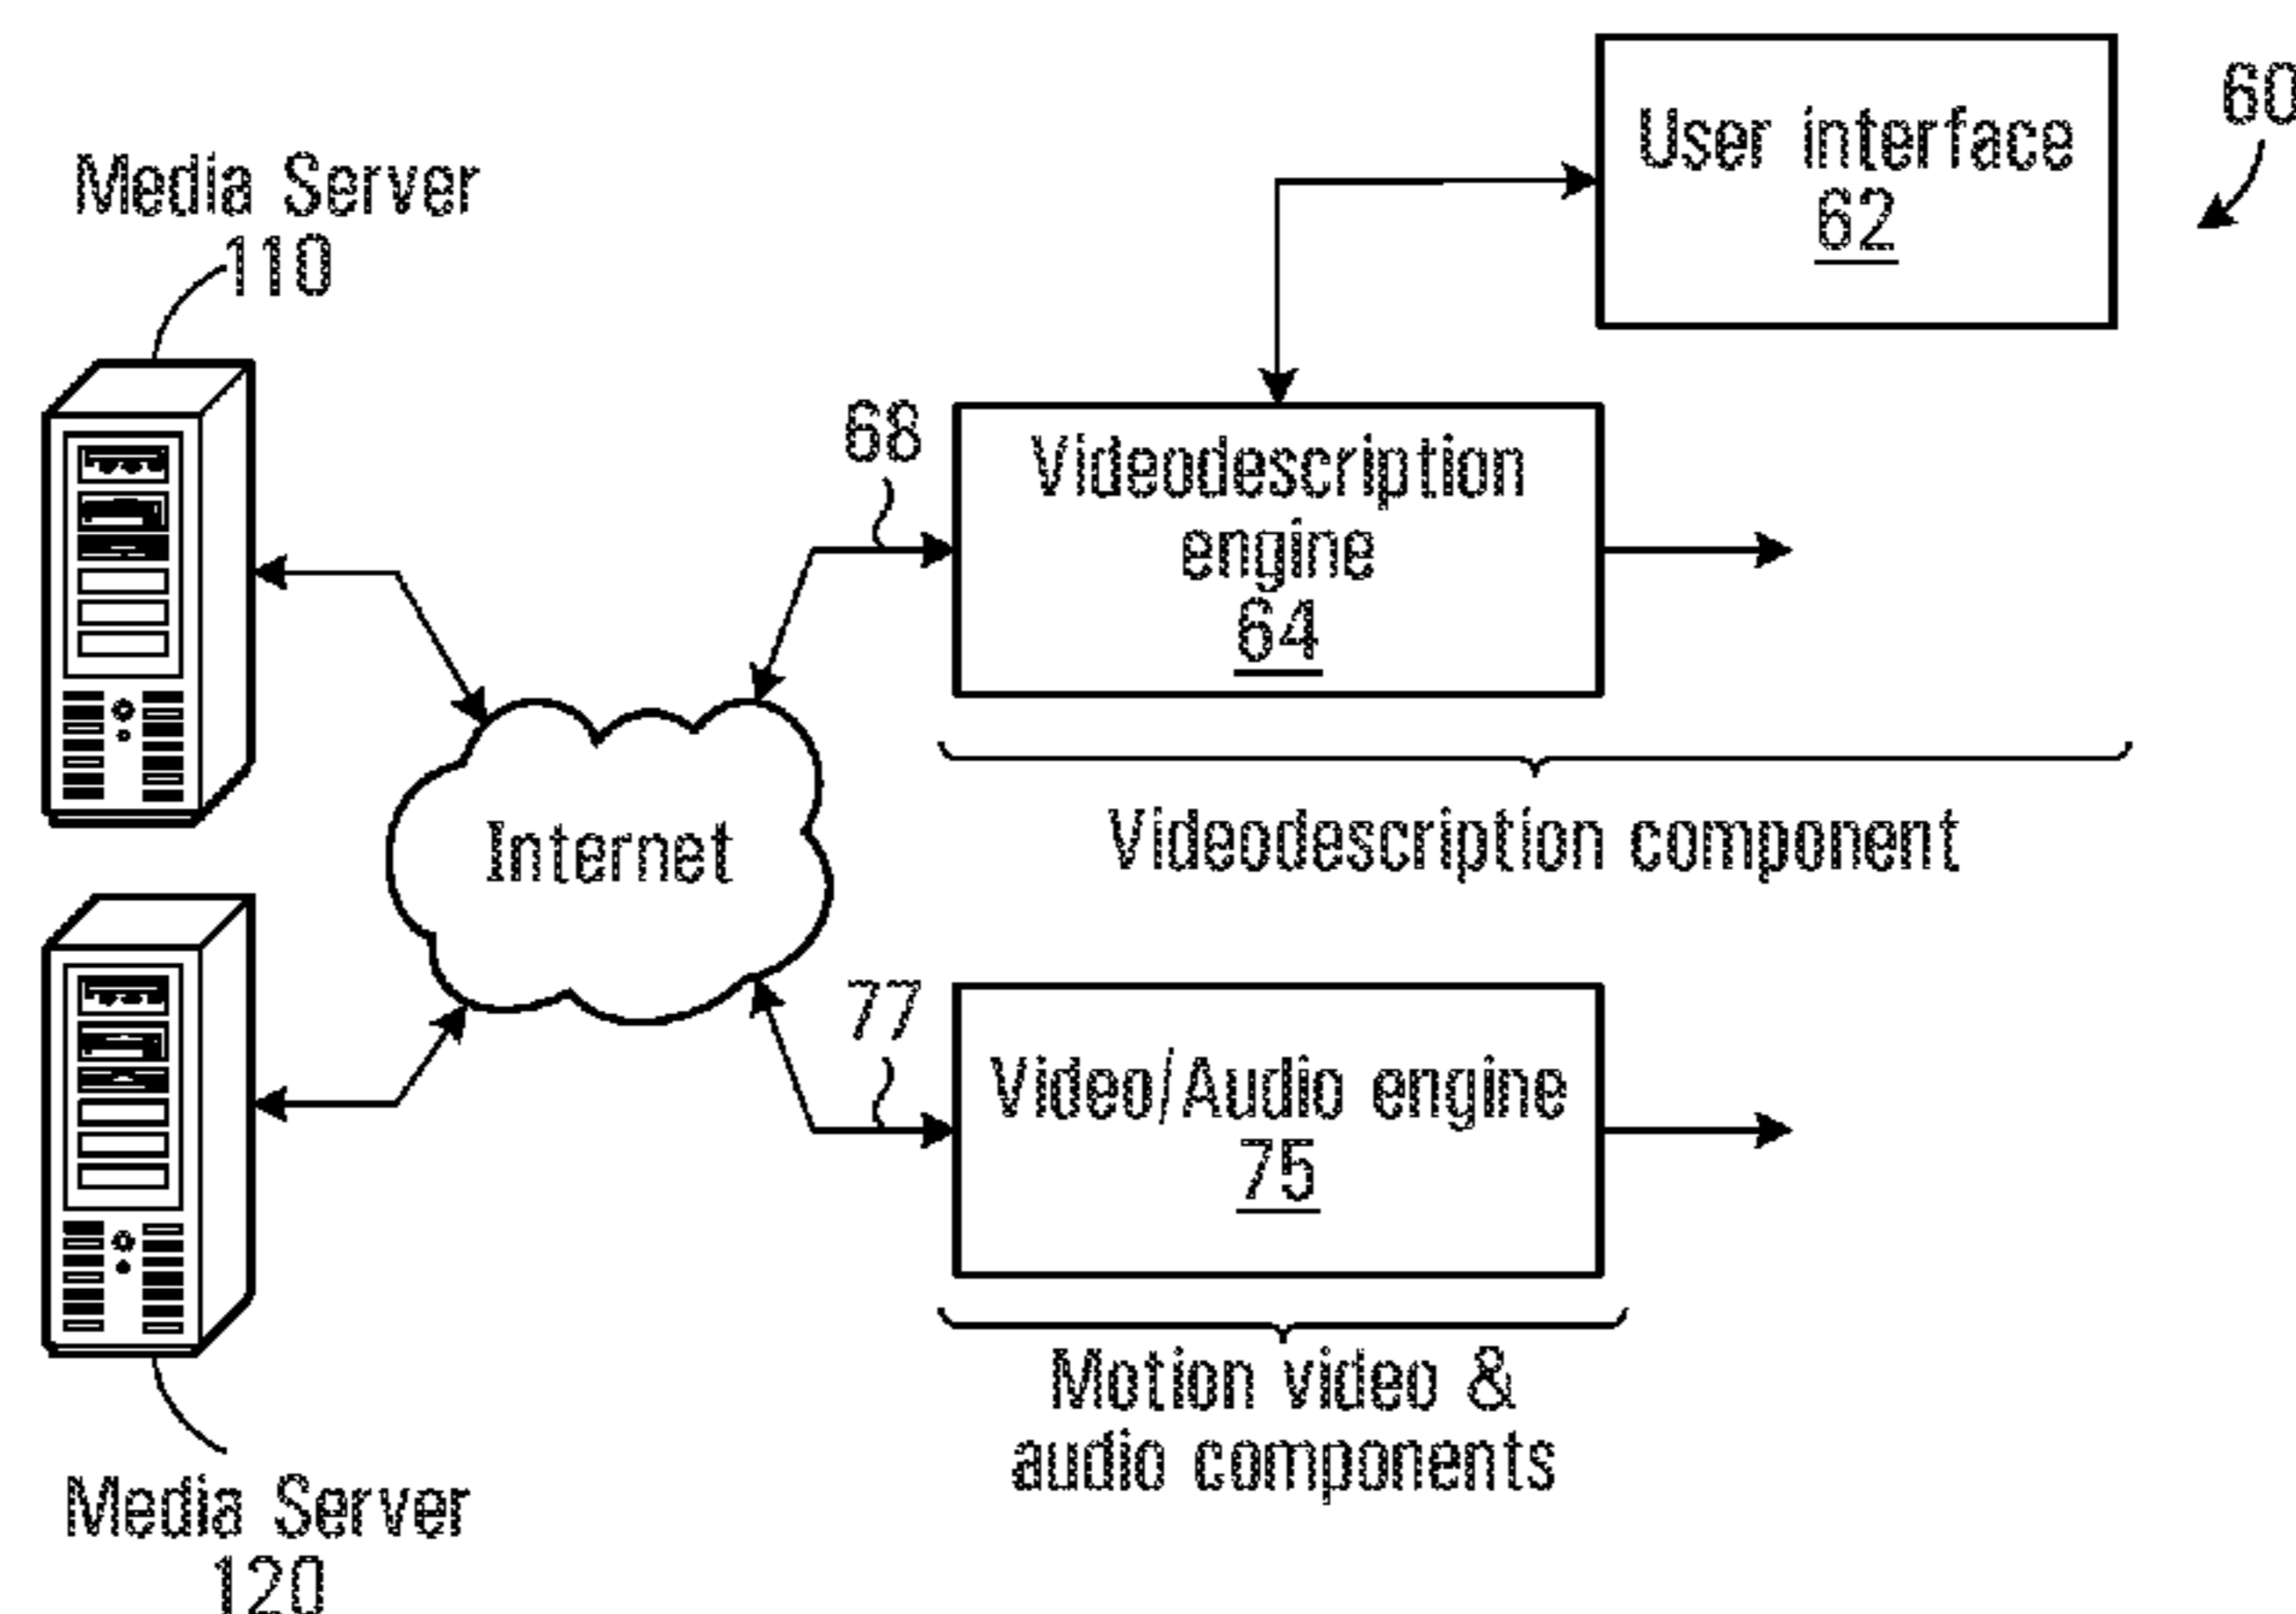 60
User interface
62
Media Server
110
68
Videodescription
engine
64
Videodescription component
Internet
77
Video/Audio engine
75
Motion video &
audio components
Media Server
120